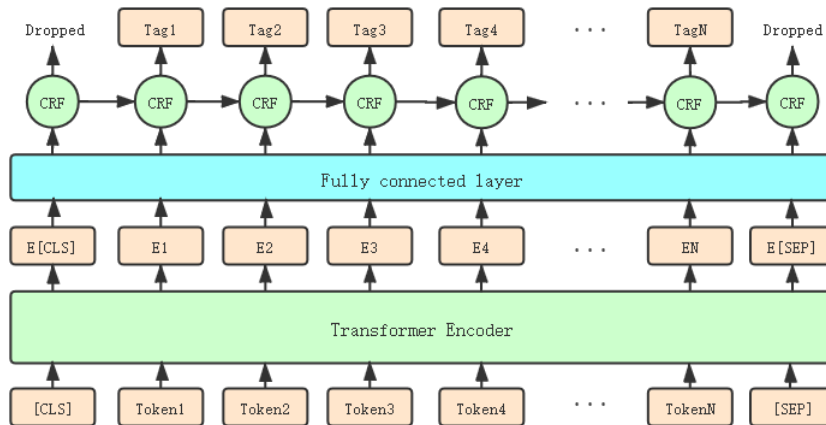 Dropped Tag1 Tag2 Tag3 Tag4 ... TagN Dropped
CRF CRF CRF CRF CRF ... CRF CRF
Fully connected layer
E[CLS] E1 E2 E3 E4 ... EN E[SEP]
Transformer Encoder
[CLS] Token1 Token2 Token3 Token4 ... TokenN [SEP]